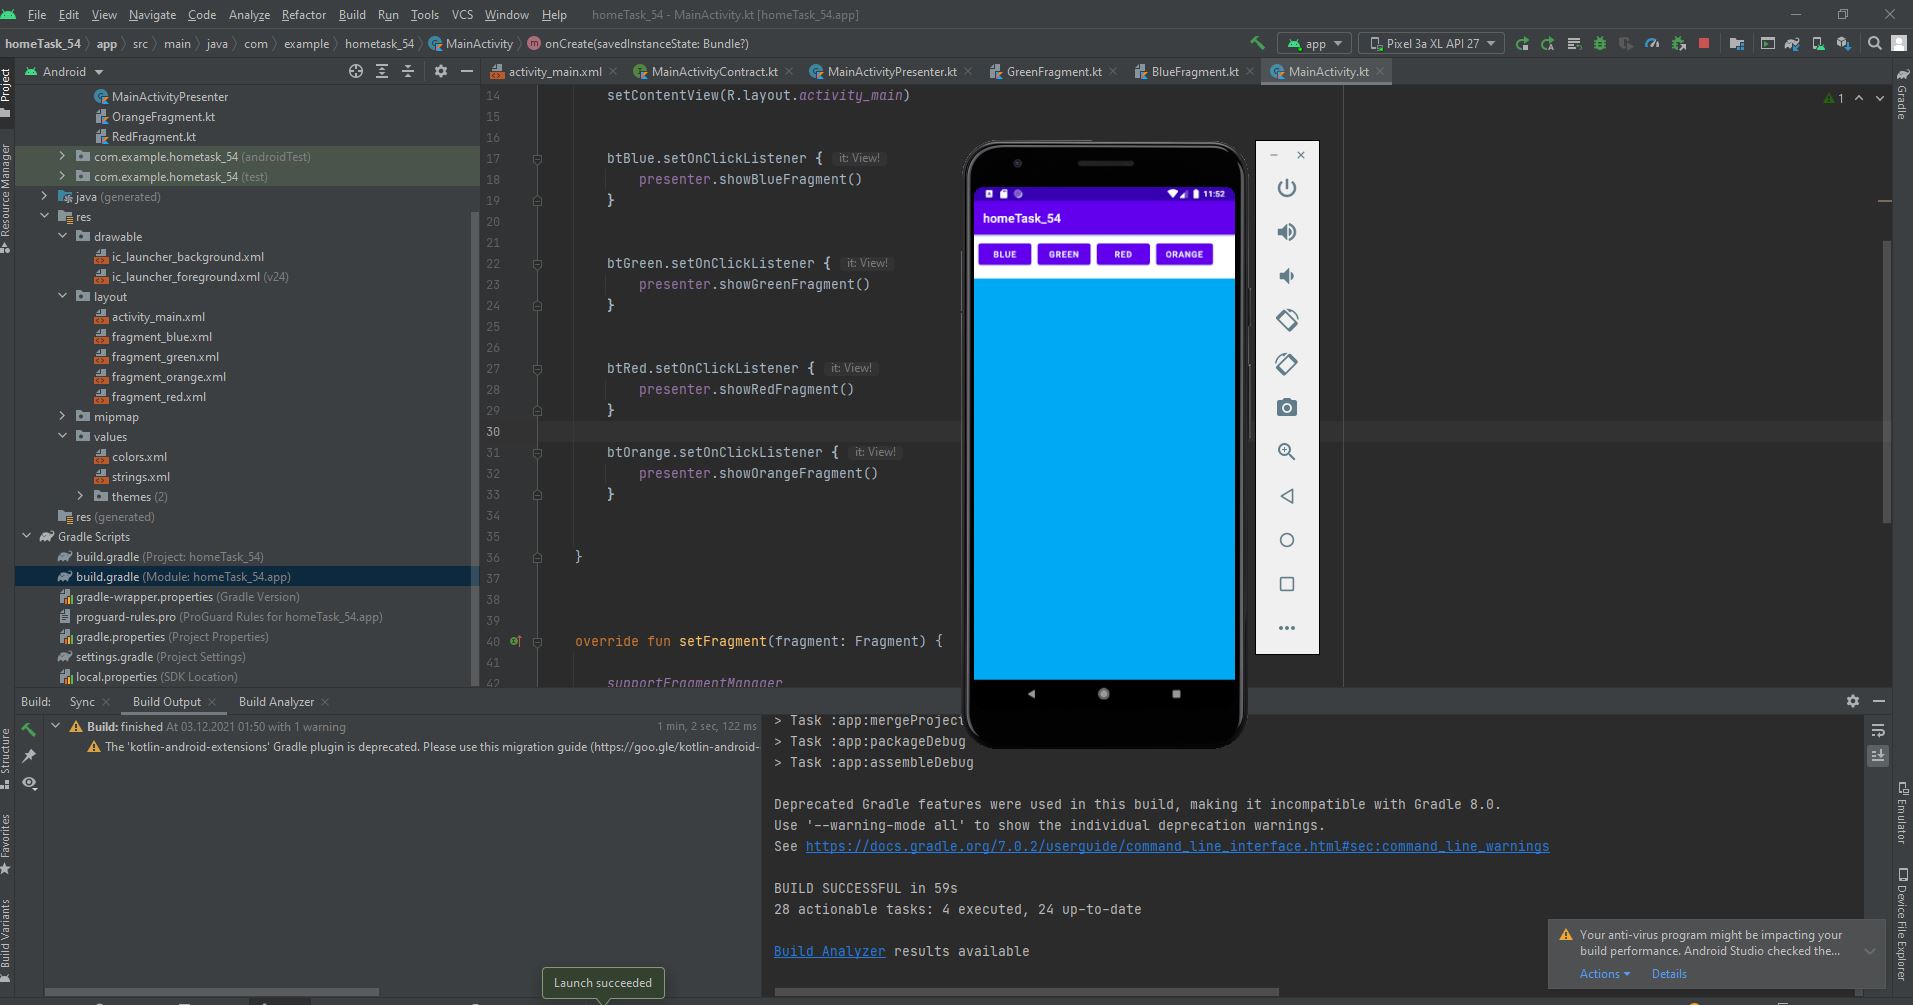 File Edit View Navigate Code Analyze Refactor Build Run Tools VCS Window Help homeTask_54 - MainActivity.kt [homeTask_54.app]
homeTask_54 app src main java com example hometask_54 MainActivity onCreate(savedInstanceState: Bundle?) app Pixel 3a XL API 27
Project
Resource Manager
Structure
Favorites
Build Variants
Android
MainActivityPresenter
OrangeFragment.kt
RedFragment.kt
com.example.hometask_54 (androidTest)
com.example.hometask_54 (test)
java (generated)
res
drawable
ic_launcher_background.xml
ic_launcher_foreground.xml (v24)
layout
activity_main.xml
fragment_blue.xml
fragment_green.xml
fragment_orange.xml
fragment_red.xml
mipmap
values
colors.xml
strings.xml
themes (2)
res (generated)
Gradle Scripts
build.gradle (Project: homeTask_54)
build.gradle (Module: homeTask_54.app)
gradle-wrapper.properties (Gradle Version)
proguard-rules.pro (ProGuard Rules for homeTask_54.app)
gradle.properties (Project Properties)
settings.gradle (Project Settings)
local.properties (SDK Location)
activity_main.xml MainActivityContract.kt MainActivityPresenter.kt GreenFragment.kt BlueFragment.kt MainActivity.kt
1
14 setContentView(R.layout.activity_main)
15
16
17 btBlue.setOnClickListener { it: View!
18 presenter.showBlueFragment()
19 }
20
21
22 btGreen.setOnClickListener { it: View!
23 presenter.showGreenFragment()
24 }
25
26
27 btRed.setOnClickListener { it: View!
28 presenter.showRedFragment()
29 }
30
31 btOrange.setOnClickListener { it: View!
32 presenter.showOrangeFragment()
33 }
34
35
36 }
37
38
39
40 override fun setFragment(fragment: Fragment) {
41
42 supportFragmentManager
11:52
homeTask_54
BLUE GREEN RED ORANGE
Gradle
Emulator
Device File Explorer
Build: Sync Build Output Build Analyzer
Build: finished At 03.12.2021 01:50 with 1 warning 1 min, 2 sec, 122 ms
The 'kotlin-android-extensions' Gradle plugin is deprecated. Please use this migration guide (https://goo.gle/kotlin-android-
> Task :app:mergeProject
> Task :app:packageDebug
> Task :app:assembleDebug
Deprecated Gradle features were used in this build, making it incompatible with Gradle 8.0.
Use '--warning-mode all' to show the individual deprecation warnings.
See https://docs.gradle.org/7.0.2/userguide/command_line_interface.html#sec:command_line_warnings
BUILD SUCCESSFUL in 59s
28 actionable tasks: 4 executed, 24 up-to-date
Build Analyzer results available
Launch succeeded
Your anti-virus program might be impacting your
build performance. Android Studio checked the...
Actions Details